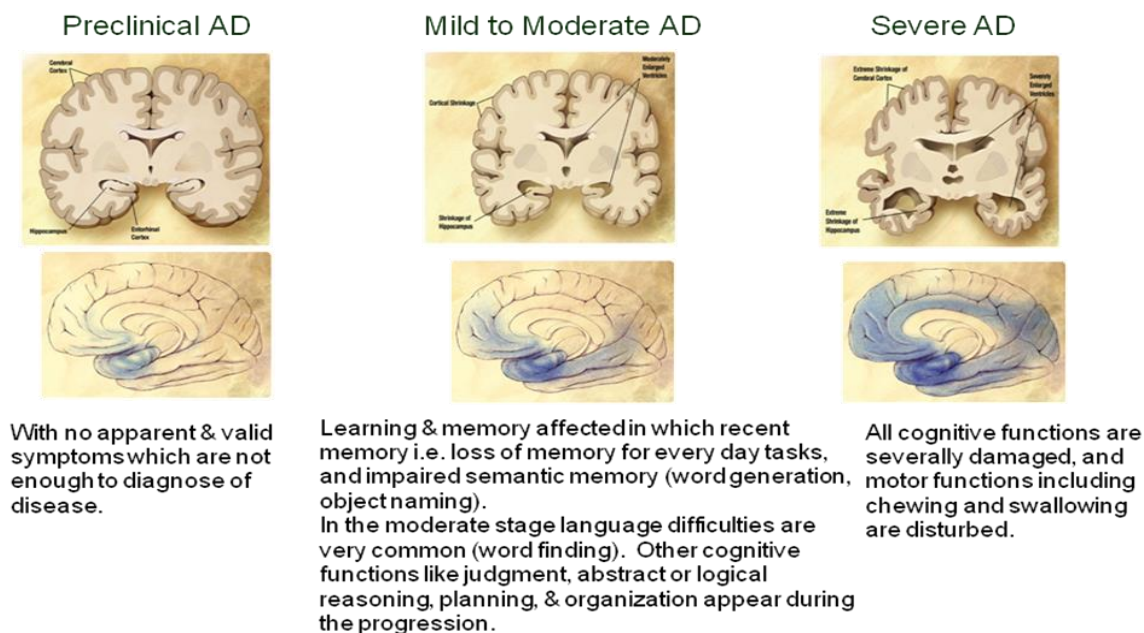 Preclinical AD
Mild to Moderate AD
Severe AD
Cerebral
Cortex
Hippocampus
Entorhinal
Cortex
Moderately
Enlarged
Ventricles
Cortical Shrinkage
Shrinkage of
Hippocampus
Extreme Shrinkage of
Cerebral Cortex
Severely
Enlarged
Ventricles
Extreme
Shrinkage of
Hippocampus
With no apparent & valid
symptoms which are not
enough to diagnose of
disease.
Learning & memory affected in which recent
memory i.e. loss of memory for every day tasks,
and impaired semantic memory (word generation,
object naming).
In the moderate stage language difficulties are
very common (word finding). Other cognitive
functions like judgment, abstract or logical
reasoning, planning, & organization appear during
the progression.
All cognitive functions are
severally damaged, and
motor functions including
chewing and swallowing
are disturbed.